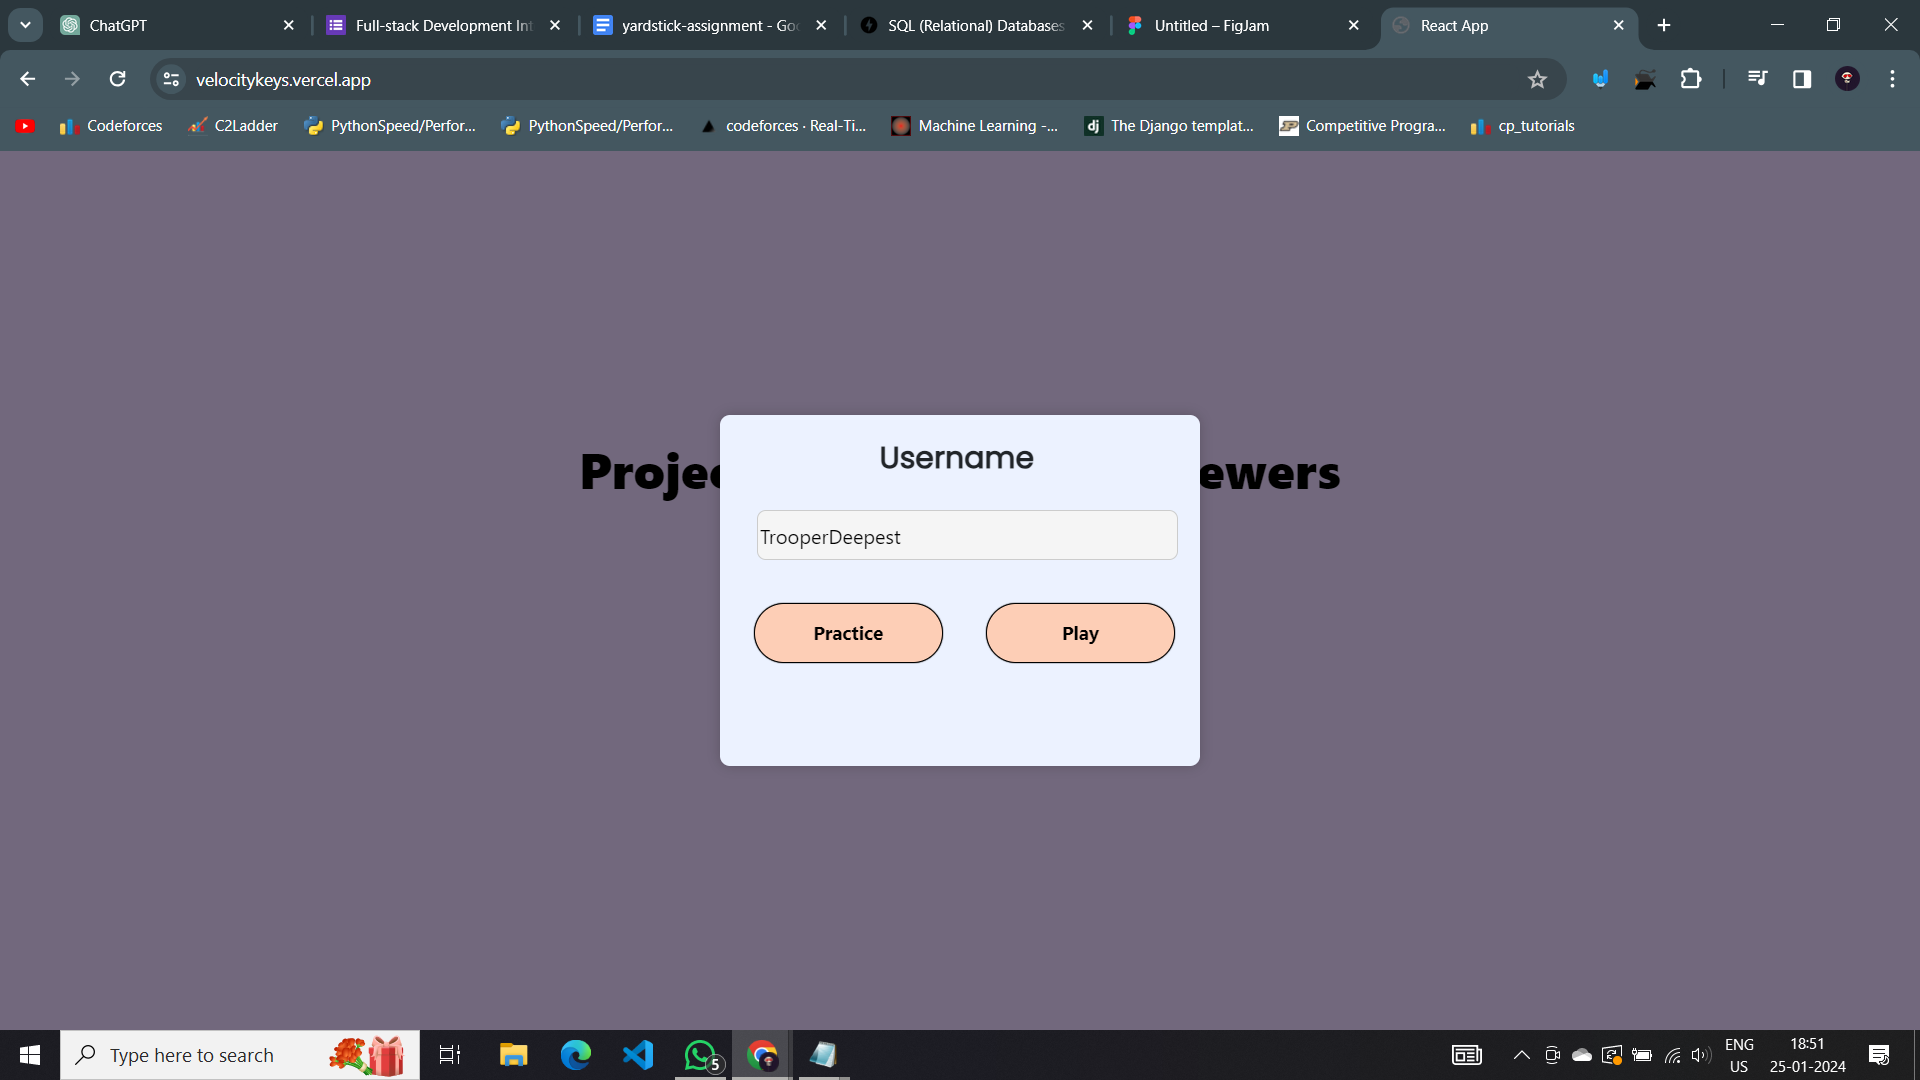 ChatGPT
Full-stack Development Int
yardstick-assignment - Goo
SQL (Relational) Databases
Untitled – FigJam
React App
velocitykeys.vercel.app
Codeforces
C2Ladder
PythonSpeed/Perfor...
PythonSpeed/Perfor...
codeforces · Real-Ti...
Machine Learning -...
The Django templat...
Competitive Progra...
cp_tutorials
Username
Projec
ewers
TrooperDeepest
Practice
Play
Type here to search
5
ENG
US
18:51
25-01-2024